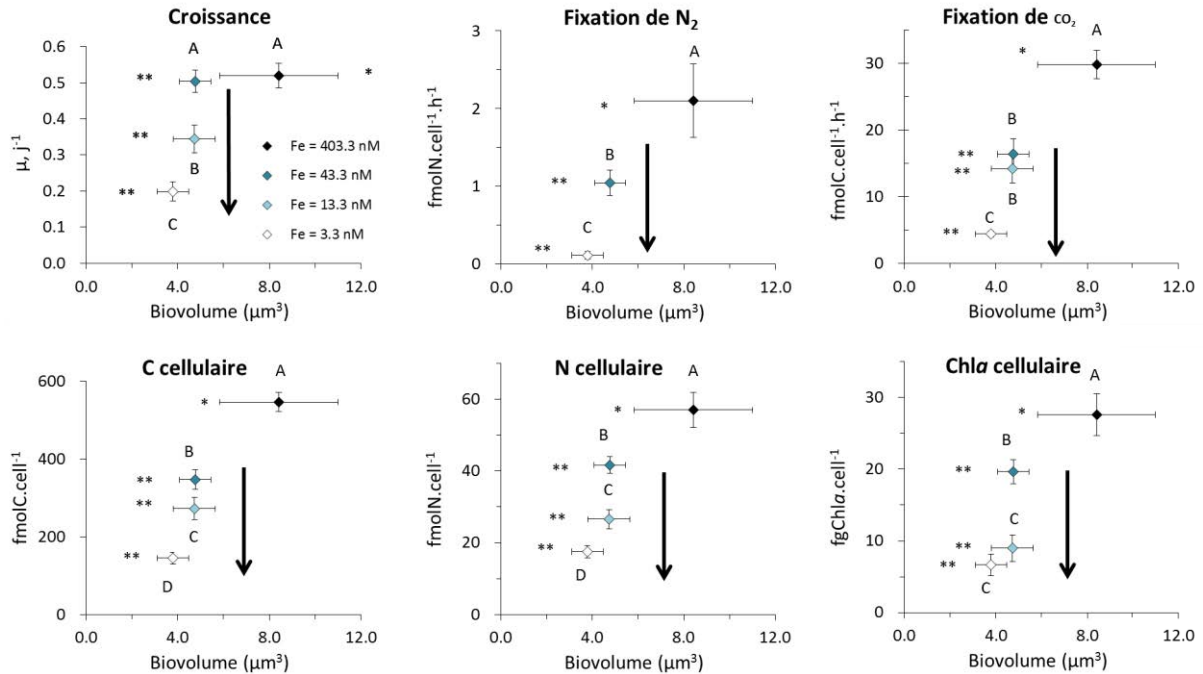 Croissance
A
A
**
*
**
B
**
C
Fe = 403.3 nM
Fe = 43.3 nM
Fe = 13.3 nM
Fe = 3.3 nM
µ, j-1
0.6
0.5
0.4
0.3
0.2
0.1
0.0
0.0 4.0 8.0 12.0
Biovolume (µm3)
Fixation de N2
A
*
B
**
C
**
fmolN.cell-1.h-1
3
2
1
0
0.0 4.0 8.0 12.0
Biovolume (µm3)
Fixation de CO2
A
*
B
**
**
B
C
**
fmolC.cell-1.h-1
30
20
10
0
0.0 4.0 8.0 12.0
Biovolume (µm3)
C cellulaire
A
*
B
**
**
C
**
D
fmolC.cell-1
600
400
200
0
0.0 4.0 8.0 12.0
Biovolume (µm3)
N cellulaire
A
*
B
**
C
**
**
D
fmolN.cell-1
60
40
20
0
0.0 4.0 8.0 12.0
Biovolume (µm3)
Chla cellulaire
A
*
B
**
C
**
**
C
fgChla.cell-1
30
20
10
0
0.0 4.0 8.0 12.0
Biovolume (µm3)